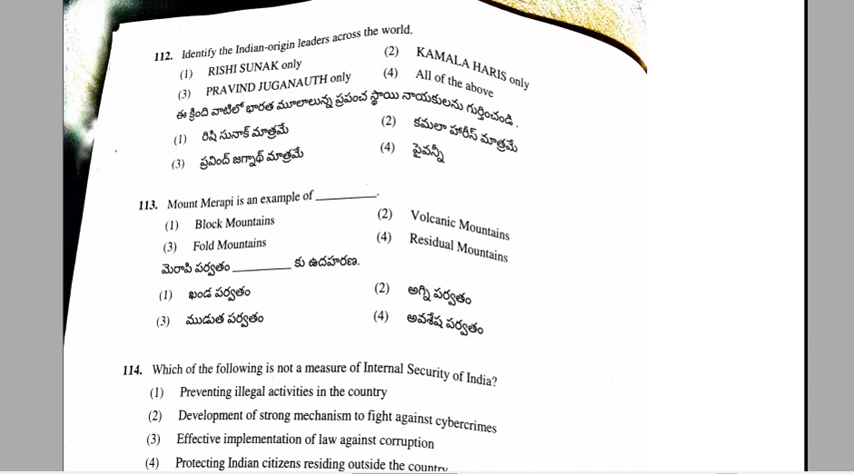 112. Identify the Indian-origin leaders across the world.
(1) RISHI SUNAK only (2) KAMALA HARIS only
(3) PRAVIND JUGANAUTH only (4) All of the above
ఈ క్రింది వాటిలో భారత మూలాలున్న ప్రపంచ స్థాయి నాయకులను గుర్తించండి.
(1) రిషి సునాక్ మాత్రమే (2) కమలా హారీస్ మాత్రమే
(3) ప్రవింద్ జగ్నాథ్ మాత్రమే (4) పైవన్నీ
113. Mount Merapi is an example of ________.
(1) Block Mountains (2) Volcanic Mountains
(3) Fold Mountains (4) Residual Mountains
మెరాపి పర్వతం ________ కు ఉదహరణ.
(1) ఖండ పర్వతం (2) అగ్ని పర్వతం
(3) ముడుత పర్వతం (4) అవశేష పర్వతం
114. Which of the following is not a measure of Internal Security of India?
(1) Preventing illegal activities in the country
(2) Development of strong mechanism to fight against cybercrimes
(3) Effective implementation of law against corruption
(4) Protecting Indian citizens residing outside the country